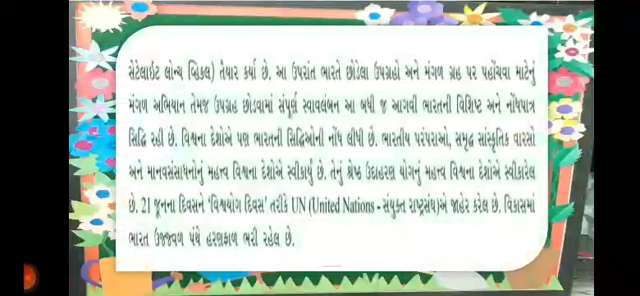 સેટેલાઇટ લોન્ચ વ્હિકલ) તૈયાર કર્યા છે. આ ઉપરાંત ભારતે છોડેલા ઉપગ્રહો અને મંગળ ગ્રહ પર પહોંચવા માટેનું
મંગળ અભિયાન તેમજ ઉપગ્રહ છોડવામાં સંપૂર્ણ સ્વાવલંબન આ બધી જ આગવી ભારતની વિશિષ્ટ અને નોંધપાત્ર
સિદ્ધિ રહી છે. વિશ્વના દેશોએ પણ ભારતની સિદ્ધિઓની નોંધ લીધી છે. ભારતીય પરંપરાઓ, સમૃદ્ધ સાંસ્કૃતિક વારસો
અને માનવસંસાધનોનું મહત્ત્વ વિશ્વના દેશોએ સ્વીકાર્યું છે. તેનું શ્રેષ્ઠ ઉદાહરણ યોગનું મહત્ત્વ વિશ્વના દેશોએ સ્વીકારેલ
છે. 21 જૂનના દિવસને ‘વિશ્વયોગ દિવસ’ તરીકે UN (United Nations - સંયુક્ત રાષ્ટ્રસંઘ)એ જાહેર કરેલ છે. વિકાસમાં
ભારત ઉજ્જવળ પંથે હરણફાળ ભરી રહેલ છે.